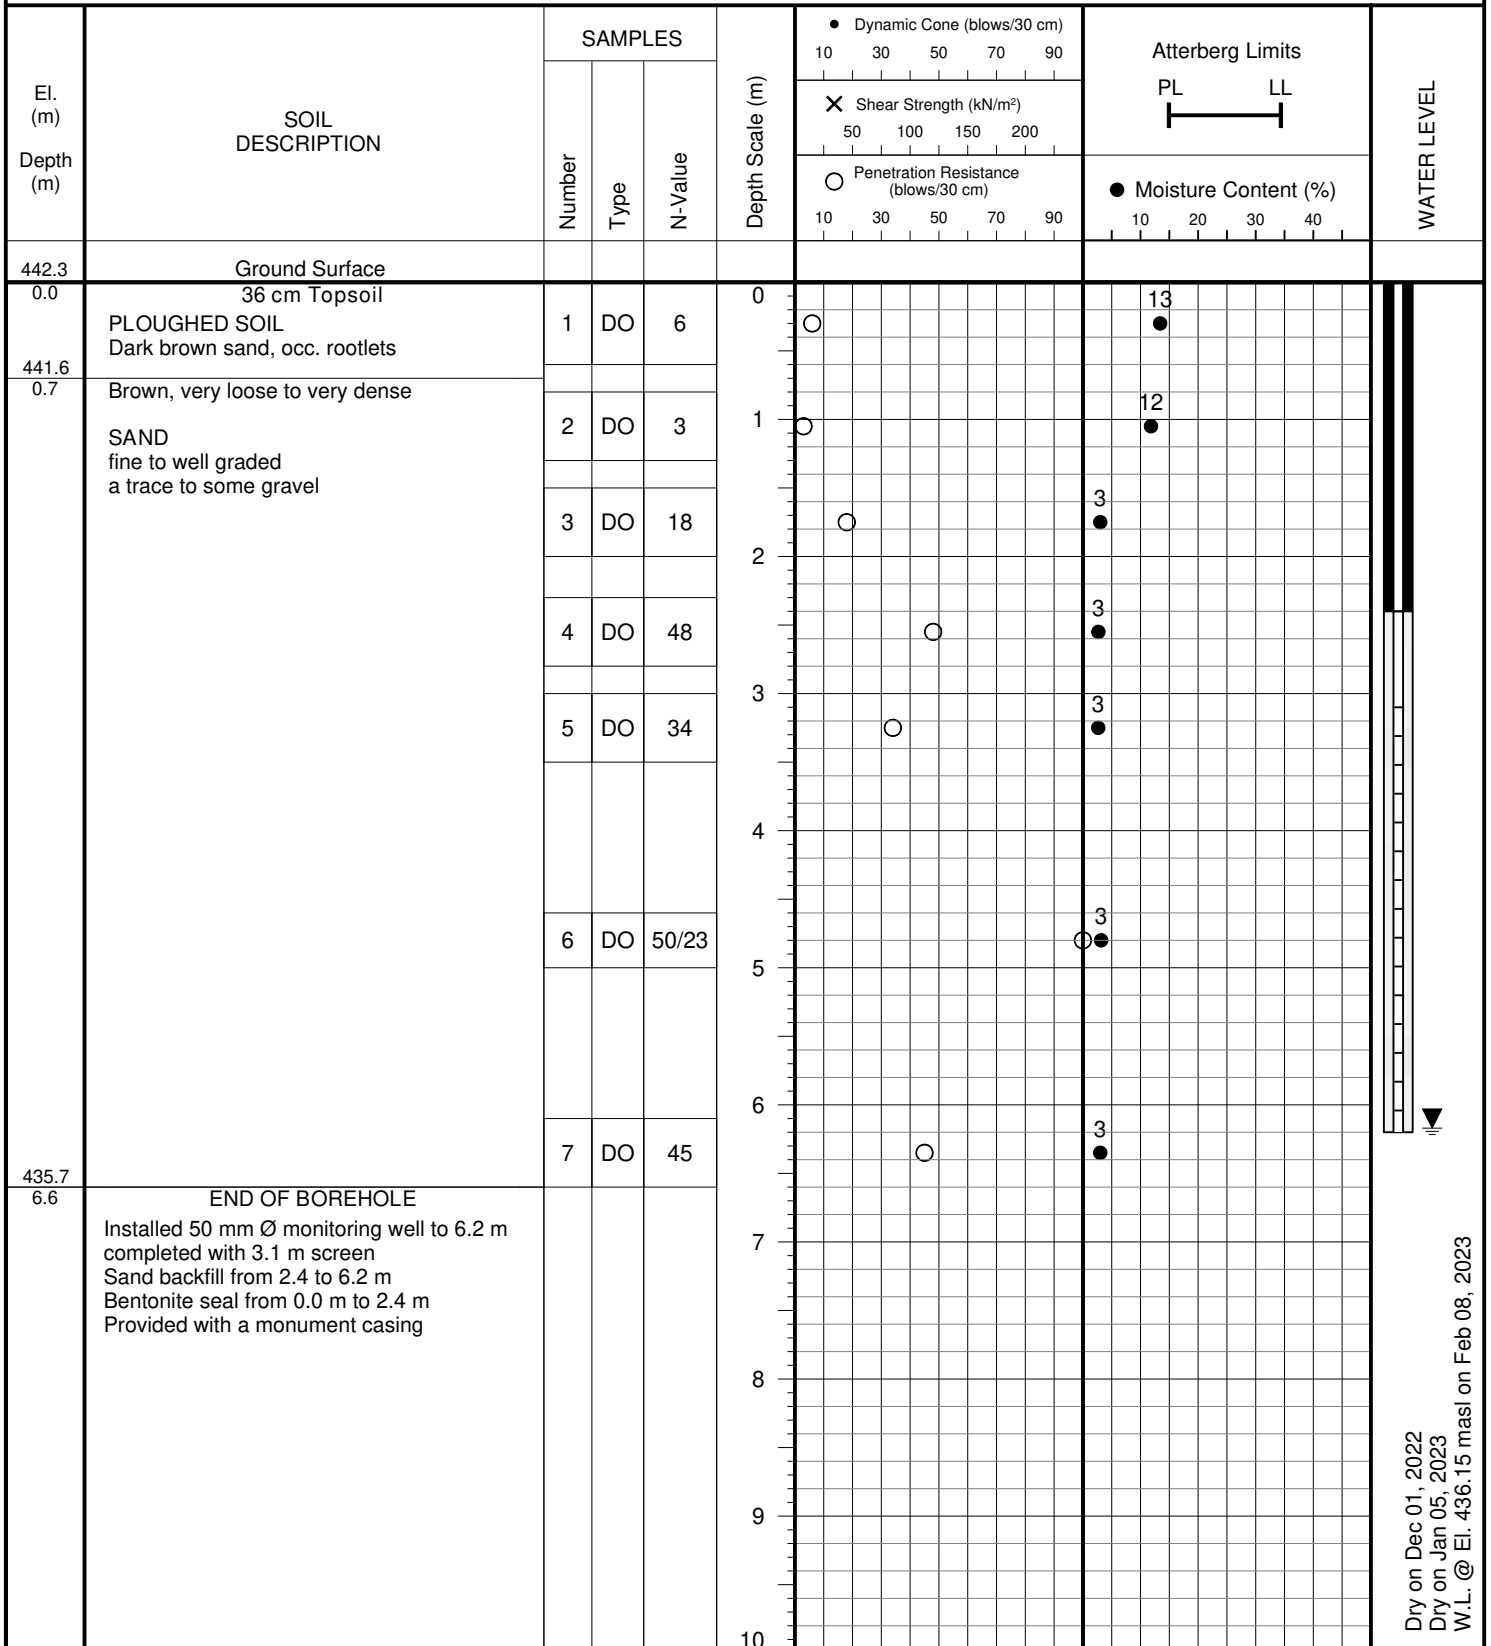 El.
(m)
Depth
(m)
SOIL
DESCRIPTION
SAMPLES
Number
Type
N-Value
Depth Scale (m)
● Dynamic Cone (blows/30 cm)
10 30 50 70 90
✕ Shear Strength (kN/m²)
50 100 150 200
○ Penetration Resistance
(blows/30 cm)
10 30 50 70 90
Atterberg Limits
PL LL
● Moisture Content (%)
10 20 30 40
WATER LEVEL
442.3 Ground Surface
0.0 36 cm Topsoil 0
13
PLOUGHED SOIL 1 DO 6
Dark brown sand, occ. rootlets
441.6
0.7 Brown, very loose to very dense
12
1
2 DO 3
SAND
fine to well graded
a trace to some gravel
3
3 DO 18
2
3
4 DO 48
3
3
5 DO 34
4
3
6 DO 50/23
5
6
3
7 DO 45
435.7
6.6 END OF BOREHOLE
Installed 50 mm Ø monitoring well to 6.2 m
completed with 3.1 m screen
Sand backfill from 2.4 to 6.2 m
Bentonite seal from 0.0 m to 2.4 m
Provided with a monument casing
7
8
9
10
Dry on Dec 01, 2022
Dry on Jan 05, 2023
W.L. @ El. 436.15 masl on Feb 08, 2023